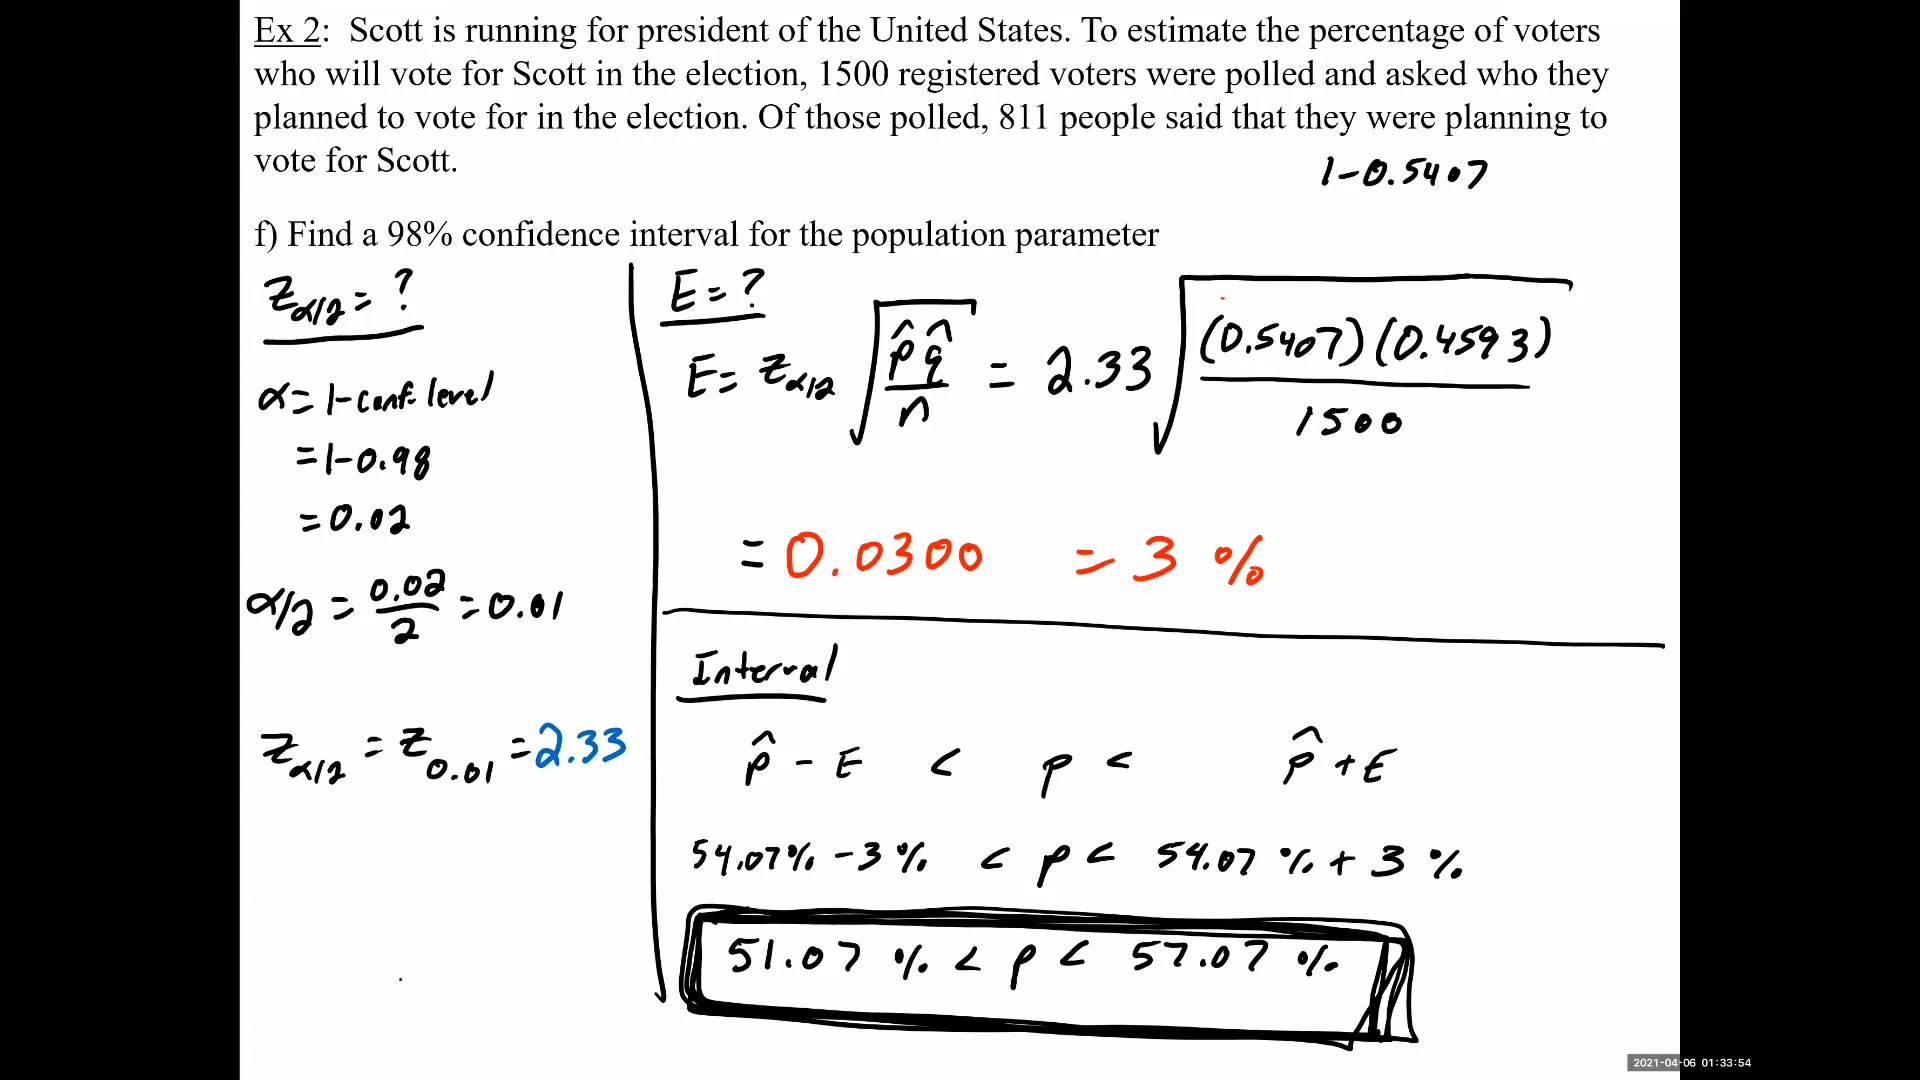 Ex 2: Scott is running for president of the United States. To estimate the percentage of voters
who will vote for Scott in the election, 1500 registered voters were polled and asked who they
planned to vote for in the election. Of those polled, 811 people said that they were planning to
vote for Scott.
1-0.5407
f) Find a 98% confidence interval for the population parameter
Zα/2 = ?
α = 1-conf. level
= 1-0.98
= 0.02
α/2 = 0.02/2 = 0.01
Zα/2 = Z0.01 = 2.33
E = ?
E = Zα/2 √(p̂q̂/n) = 2.33 √((0.5407)(0.4593)/1500)
= 0.0300 = 3 %
Interval
p̂ - E < p < p̂ + E
54.07% - 3% < p < 54.07% + 3%
51.07 % < p < 57.07 %
2021-04-06 01:33:54